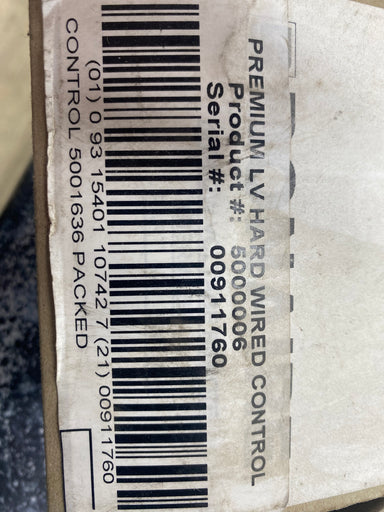 PREMIUM LV HARD WIRED CONTROL
Product #: 5000006
Serial #: 00911760
(01) 0 93 15401 10742 7 (21) 00911760
CONTROL 5001636 PACKED